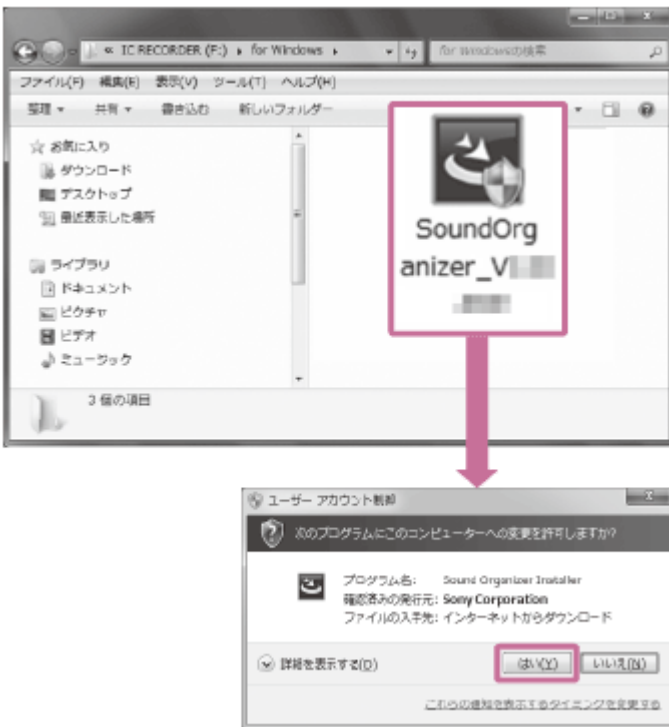 « IC RECORDER (F:) ▸ for Windows ▸
for Windowsの検索
ファイル(F) 編集(E) 表示(V) ツール(T) ヘルプ(H)
整理 ▾ 共有 ▾ 書き込む 新しいフォルダー
お気に入り
ダウンロード
デスクトップ
最近表示した場所
ライブラリ
ドキュメント
ピクチャ
ビデオ
ミュージック
SoundOrg
anizer_V
3 個の項目
ユーザー アカウント制御
次のプログラムにこのコンピューターへの変更を許可しますか?
プログラム名: Sound Organizer Installer
確認済みの発行元: Sony Corporation
ファイルの入手先: インターネットからダウンロード
詳細を表示する(D)
はい(Y)
いいえ(N)
これらの通知を表示するタイミングを変更する